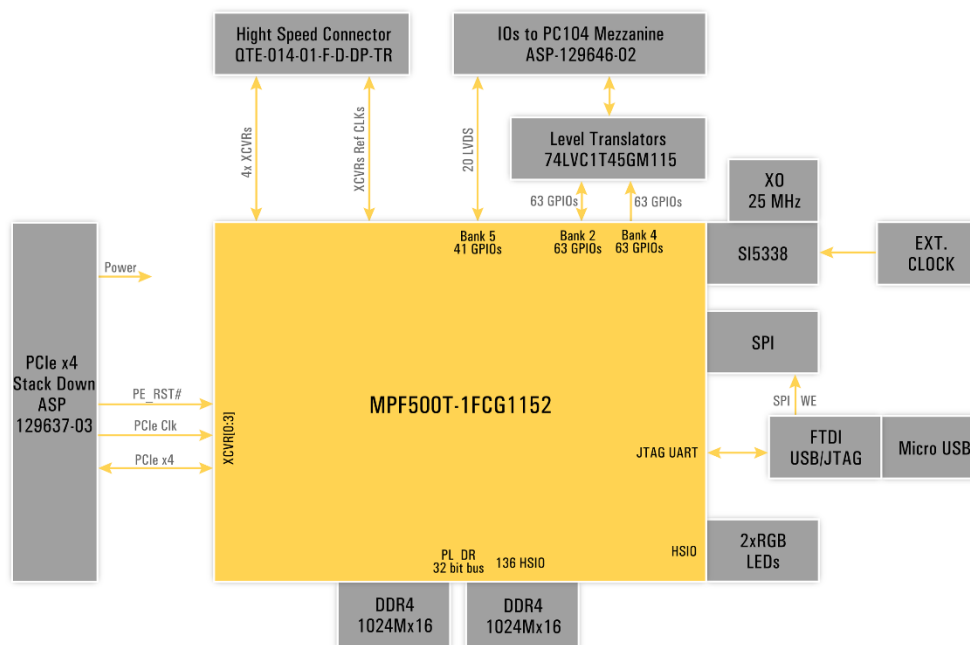 Hight Speed Connector
QTE-014-01-F-D-DP-TR
IOs to PC104 Mezzanine
ASP-129646-02
4x XCVRs
XCVRs Ref CLKs
20 LVDS
Level Translators
74LVC1T45GM115
63 GPIOs
63 GPIOs
XO
25 MHz
Bank 5
41 GPIOs
Bank 2
63 GPIOs
Bank 4
63 GPIOs
SI5338
EXT.
CLOCK
Power
PCIe x4
Stack Down
ASP
129637-03
PE_RST#
PCIe Clk
PCIe x4
XCVR[0:3]
MPF500T-1FCG1152
SPI
SPI WE
JTAG UART
FTDI
USB/JTAG
Micro USB
HSIO
2xRGB
LEDs
PL_DR
32 bit bus
136 HSIO
DDR4
1024Mx16
DDR4
1024Mx16